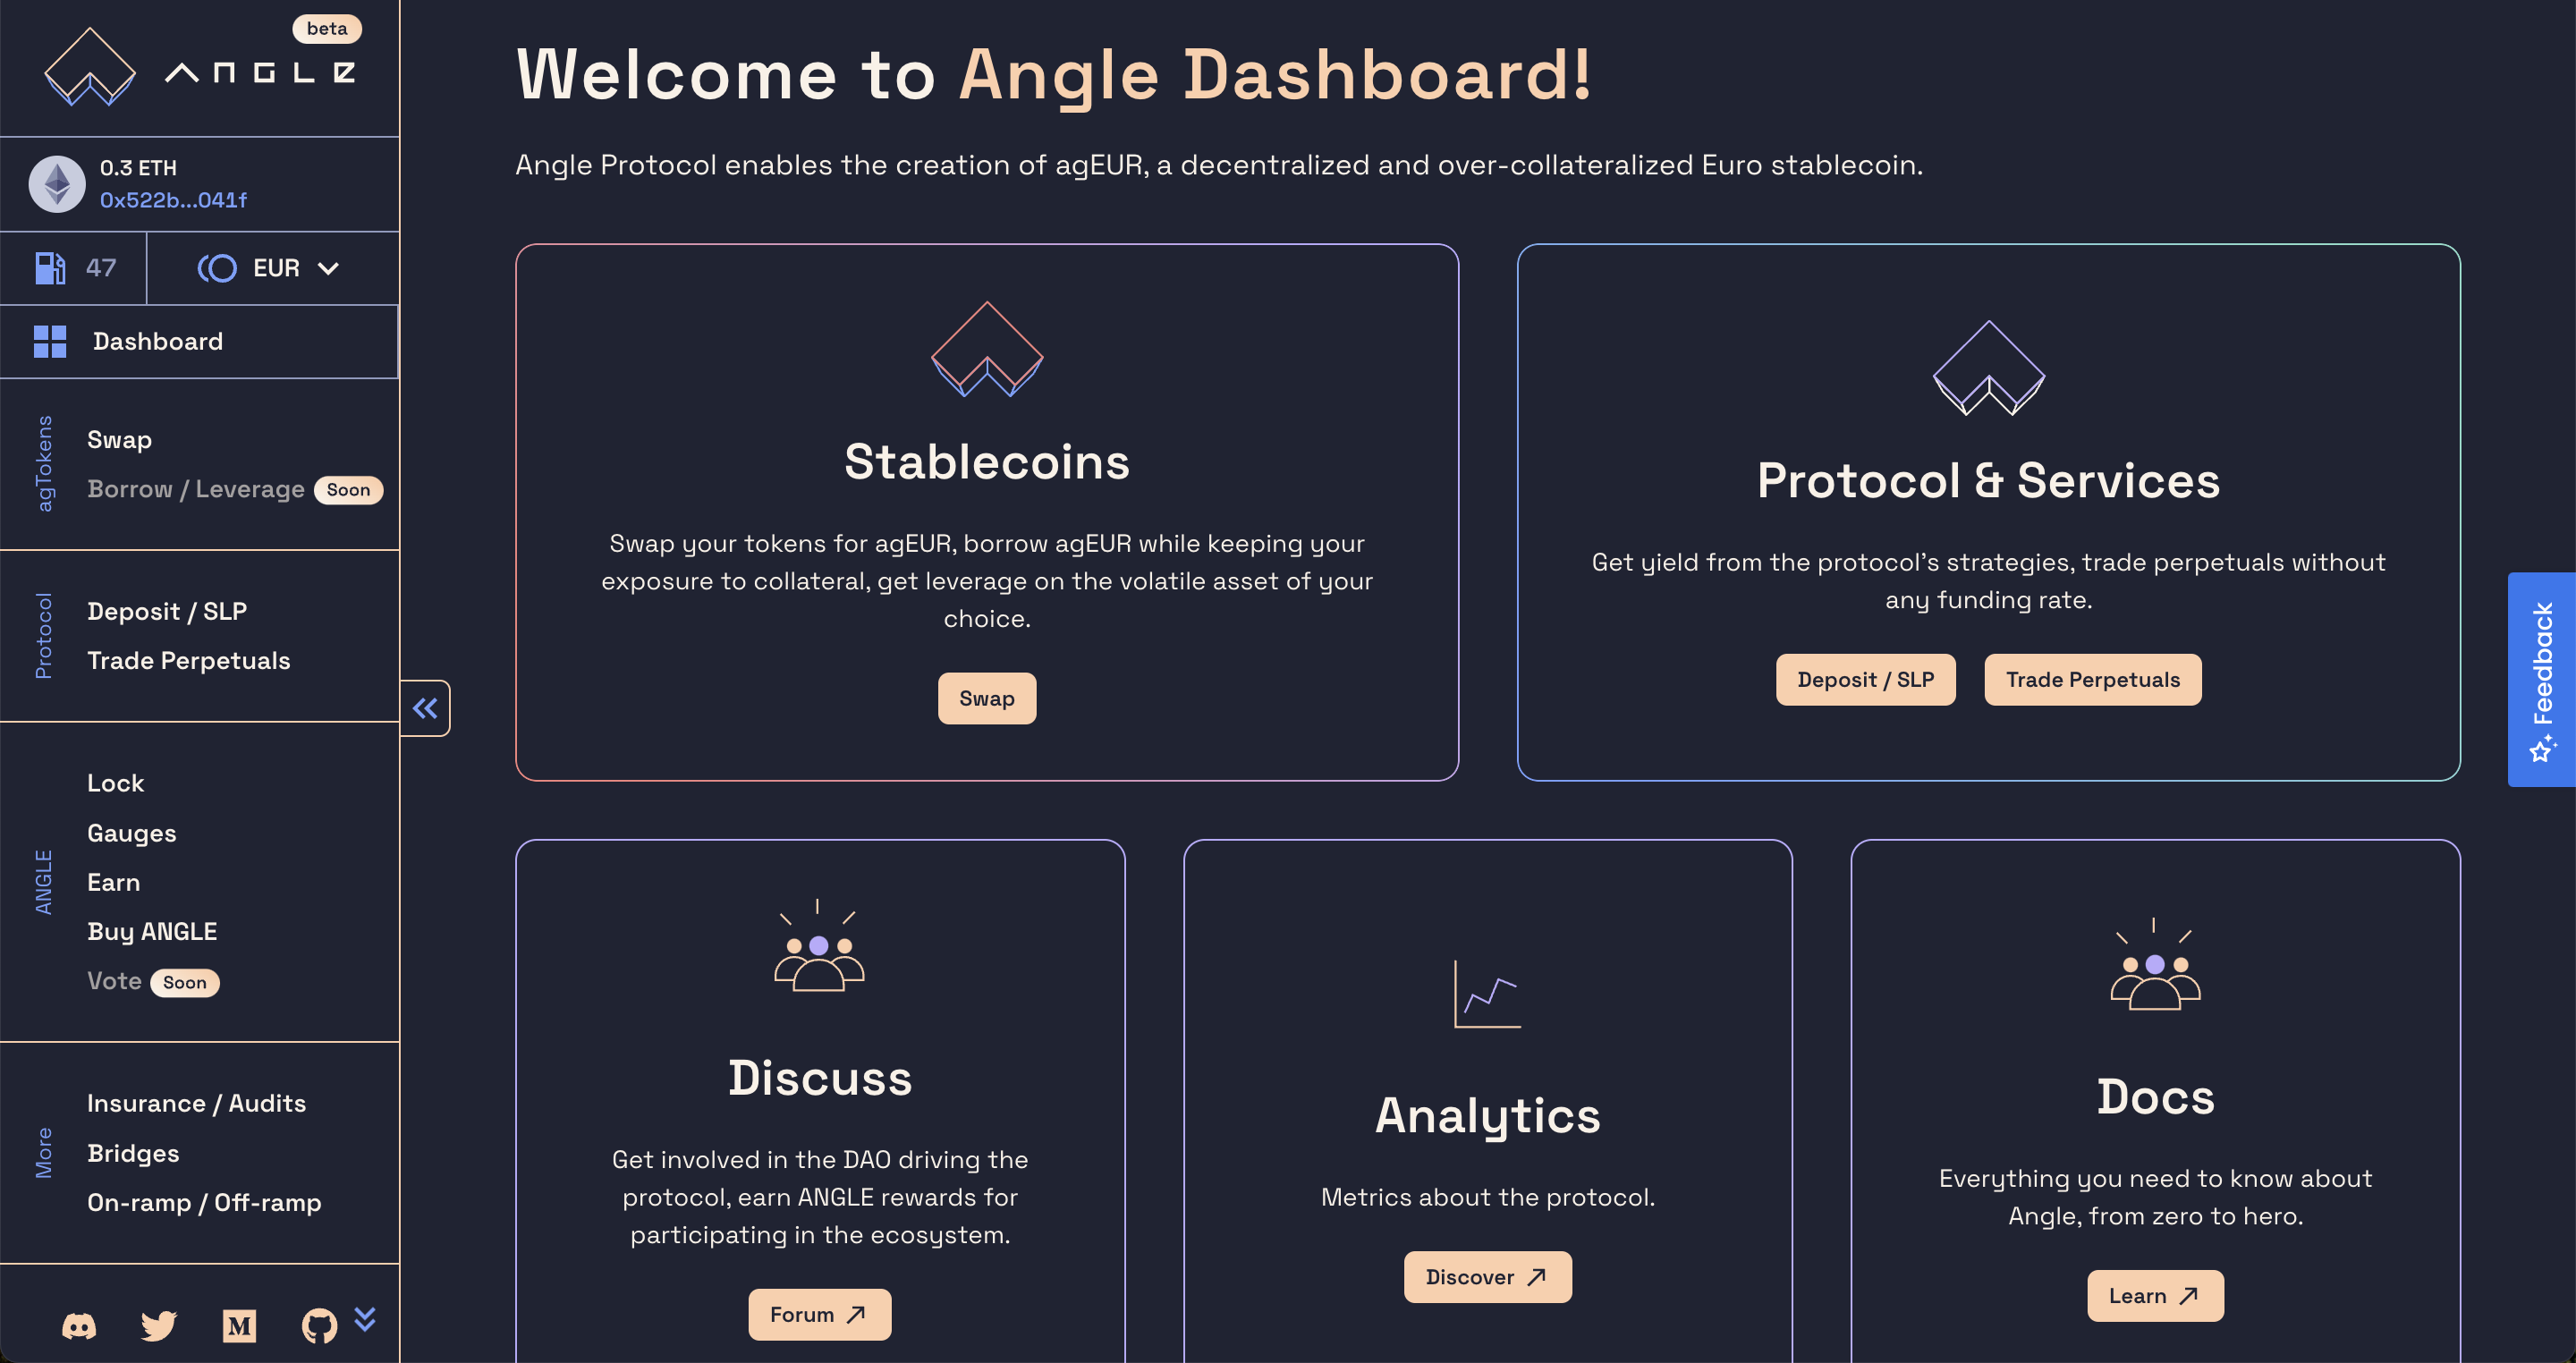 beta
ANGLE
0.3 ETH
0x522b...041f
47
EUR
Dashboard
agTokens
Swap
Borrow / Leverage Soon
Protocol
Deposit / SLP
Trade Perpetuals
ANGLE
Lock
Gauges
Earn
Buy ANGLE
Vote Soon
More
Insurance / Audits
Bridges
On-ramp / Off-ramp
Welcome to Angle Dashboard!
Angle Protocol enables the creation of agEUR, a decentralized and over-collateralized Euro stablecoin.
Stablecoins
Swap your tokens for agEUR, borrow agEUR while keeping your
exposure to collateral, get leverage on the volatile asset of your
choice.
Swap
Protocol & Services
Get yield from the protocol's strategies, trade perpetuals without
any funding rate.
Deposit / SLP
Trade Perpetuals
Discuss
Get involved in the DAO driving the
protocol, earn ANGLE rewards for
participating in the ecosystem.
Forum
Analytics
Metrics about the protocol.
Discover
Docs
Everything you need to know about
Angle, from zero to hero.
Learn
Feedback